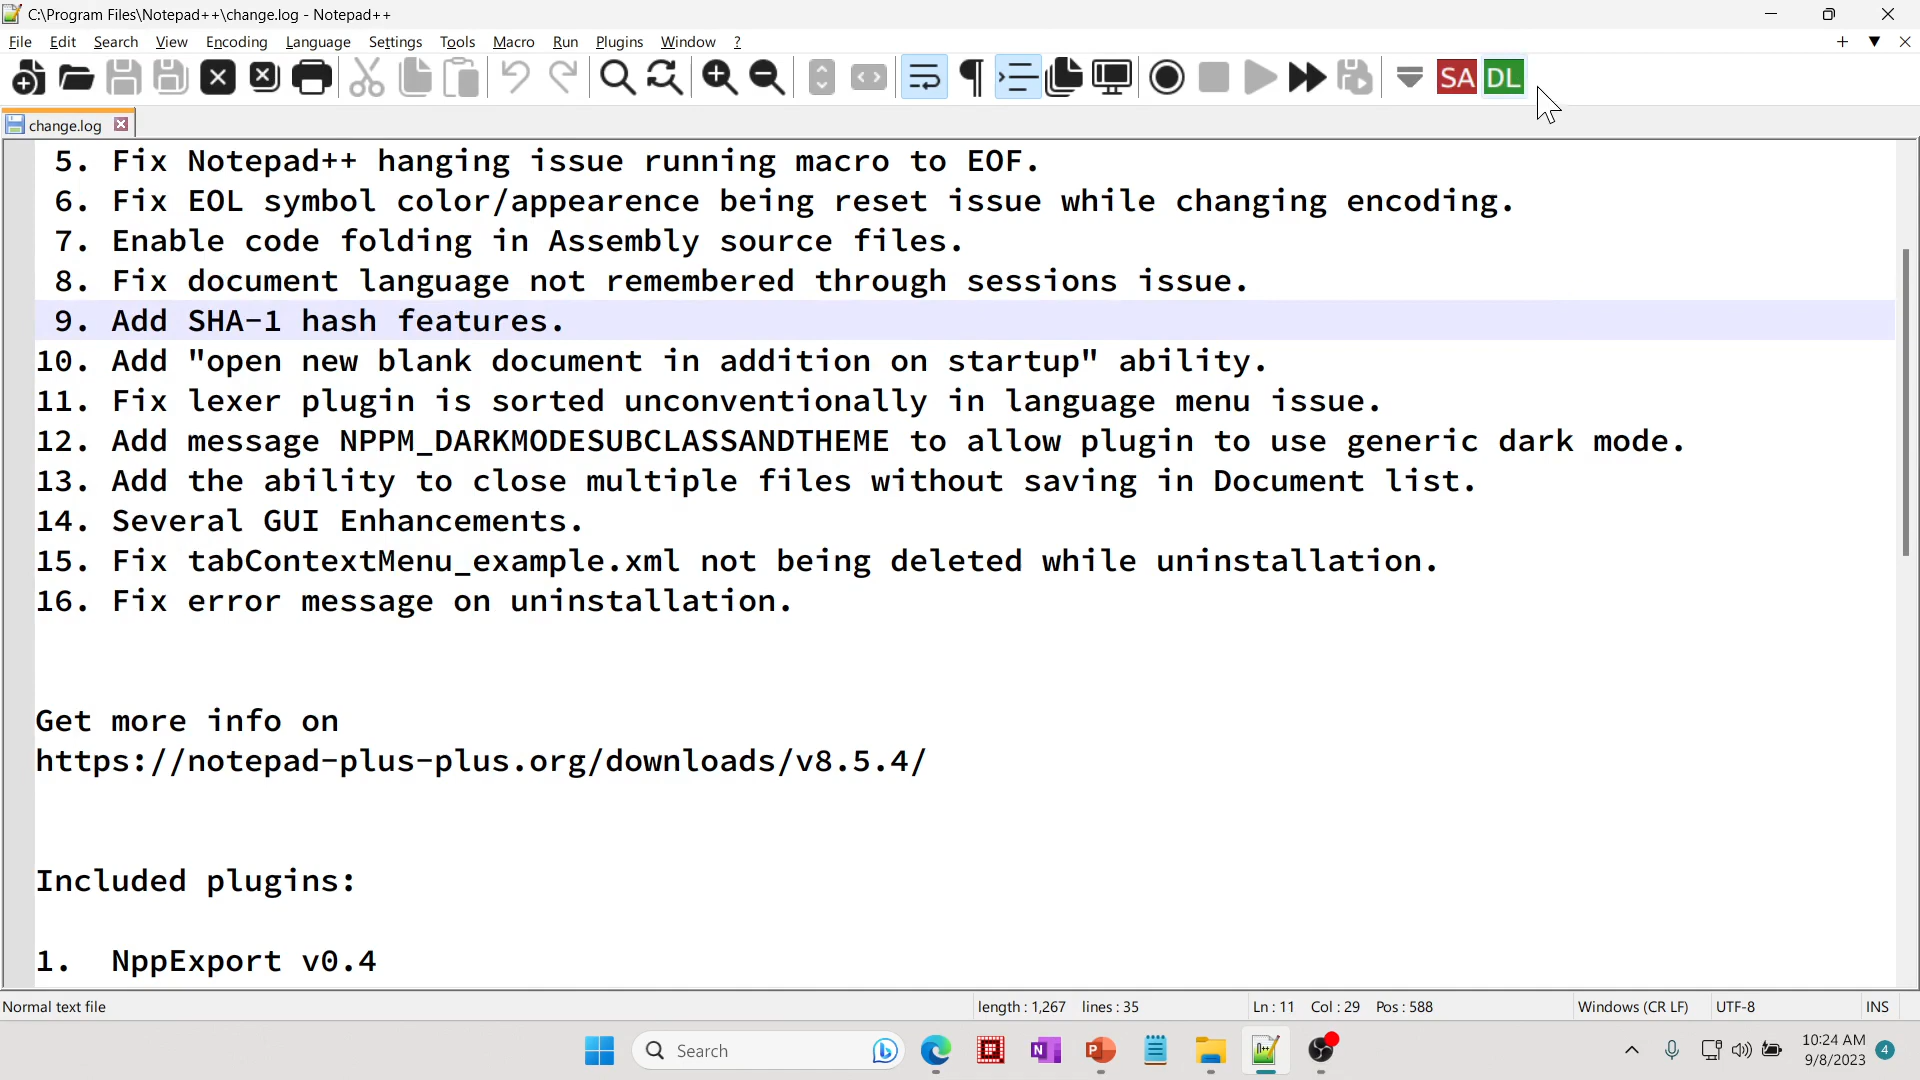 C:\Program Files\Notepad++\change.log - Notepad++
File Edit Search View Encoding Language Settings Tools Macro Run Plugins Window ?
SA DL
change.log
5. Fix Notepad++ hanging issue running macro to EOF.
6. Fix EOL symbol color/appearence being reset issue while changing encoding.
7. Enable code folding in Assembly source files.
8. Fix document language not remembered through sessions issue.
9. Add SHA-1 hash features.
10. Add "open new blank document in addition on startup" ability.
11. Fix lexer plugin is sorted unconventionally in language menu issue.
12. Add message NPPM_DARKMODESUBCLASSANDTHEME to allow plugin to use generic dark mode.
13. Add the ability to close multiple files without saving in Document list.
14. Several GUI Enhancements.
15. Fix tabContextMenu_example.xml not being deleted while uninstallation.
16. Fix error message on uninstallation.
Get more info on
https://notepad-plus-plus.org/downloads/v8.5.4/
Included plugins:
1. NppExport v0.4
Normal text file length : 1,267 lines : 35 Ln : 11 Col : 29 Pos : 588 Windows (CR LF) UTF-8 INS
Search 10:24 AM
9/8/2023 4